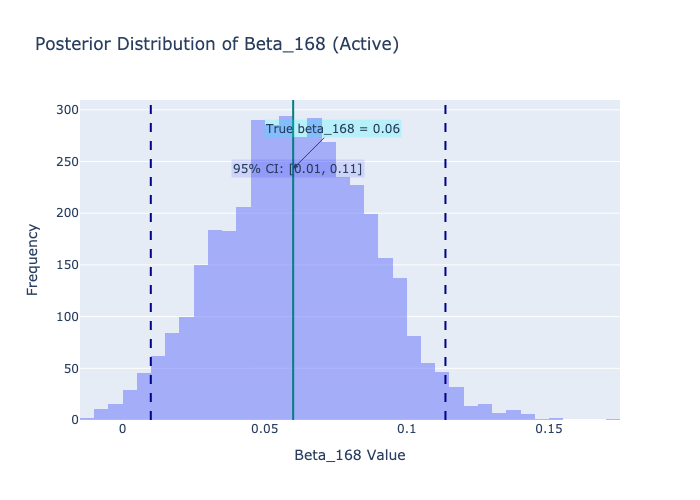 Posterior Distribution of Beta_168 (Active)
300
True beta_168 = 0.06
250
95% CI: [0.01, 0.11]
200
Frequency
150
100
50
0
0 0.05 0.1 0.15
Beta_168 Value